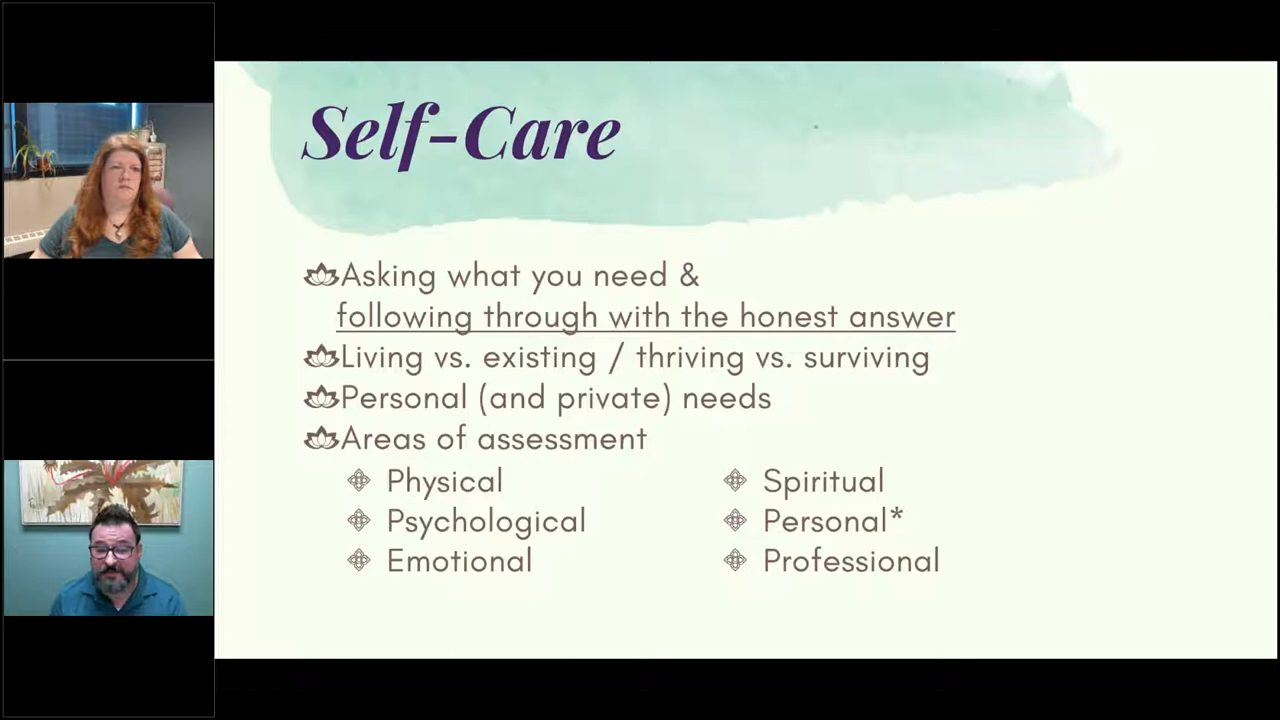 Self-Care
Asking what you need &
following through with the honest answer
Living vs. existing / thriving vs. surviving
Personal (and private) needs
Areas of assessment
Physical
Psychological
Emotional
Spiritual
Personal*
Professional